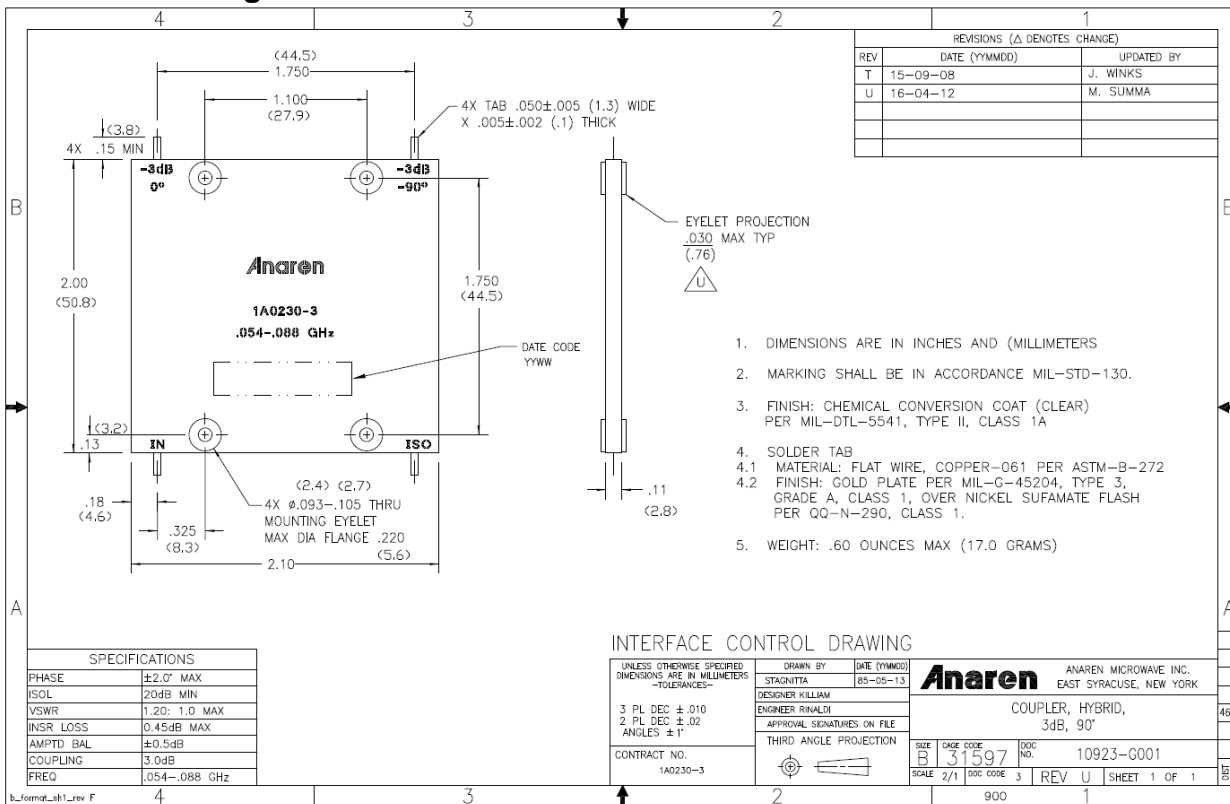 4
3
2
1
REVISIONS (△ DENOTES CHANGE)
REV DATE (YYMMDD) UPDATED BY
T 15-09-08 J. WINKS
U 16-04-12 M. SUMMA
(44.5)
1.750
1.100
(27.9)
4X TAB .050±.005 (1.3) WIDE
X .005±.002 (.1) THICK
(3.8)
4X .15 MIN
-3dB
0°
-3dB
-90°
B
EYELET PROJECTION
.030 MAX TYP
(.76)
U
2.00
(50.8)
Anaren
1A0230-3
.054-.088 GHz
1.750
(44.5)
DATE CODE
YYWW
(3.2)
.13
IN
ISO
.18
(4.6)
.325
(8.3)
2.10
(2.4) (2.7)
4X ø.093-.105 THRU
MOUNTING EYELET
MAX DIA FLANGE .220
(5.6)
.11
(2.8)
1. DIMENSIONS ARE IN INCHES AND (MILLIMETERS
2. MARKING SHALL BE IN ACCORDANCE MIL-STD-130.
3. FINISH: CHEMICAL CONVERSION COAT (CLEAR)
PER MIL-DTL-5541, TYPE II, CLASS 1A
4. SOLDER TAB
4.1 MATERIAL: FLAT WIRE, COPPER-061 PER ASTM-B-272
4.2 FINISH: GOLD PLATE PER MIL-G-45204, TYPE 3,
GRADE A, CLASS 1, OVER NICKEL SUFAMATE FLASH
PER QQ-N-290, CLASS 1.
5. WEIGHT: .60 OUNCES MAX (17.0 GRAMS)
A
SPECIFICATIONS
PHASE ±2.0° MAX
ISOL 20dB MIN
VSWR 1.20: 1.0 MAX
INSR LOSS 0.45dB MAX
AMPTD BAL ±0.5dB
COUPLING 3.0dB
FREQ .054-.088 GHz
INTERFACE CONTROL DRAWING
UNLESS OTHERWISE SPECIFIED
DIMENSIONS ARE IN MILLIMETERS
-TOLERANCES-
3 PL DEC ± .010
2 PL DEC ± .02
ANGLES ± 1°
CONTRACT NO.
1A0230-3
DRAWN BY DATE (YYMMDD)
STAGNITTA 85-05-13
DESIGNER KILLIAM
ENGINEER RINALDI
APPROVAL SIGNATURES ON FILE
THIRD ANGLE PROJECTION
Anaren
ANAREN MICROWAVE INC.
EAST SYRACUSE, NEW YORK
COUPLER, HYBRID,
3dB, 90°
SIZE B CAGE CODE 31597 DOC NO. 10923-G001
SCALE 2/1 DOC CODE 3 REV U SHEET 1 OF 1
46
DIST
b_format_sh1_rev F
4
3
2
900
1